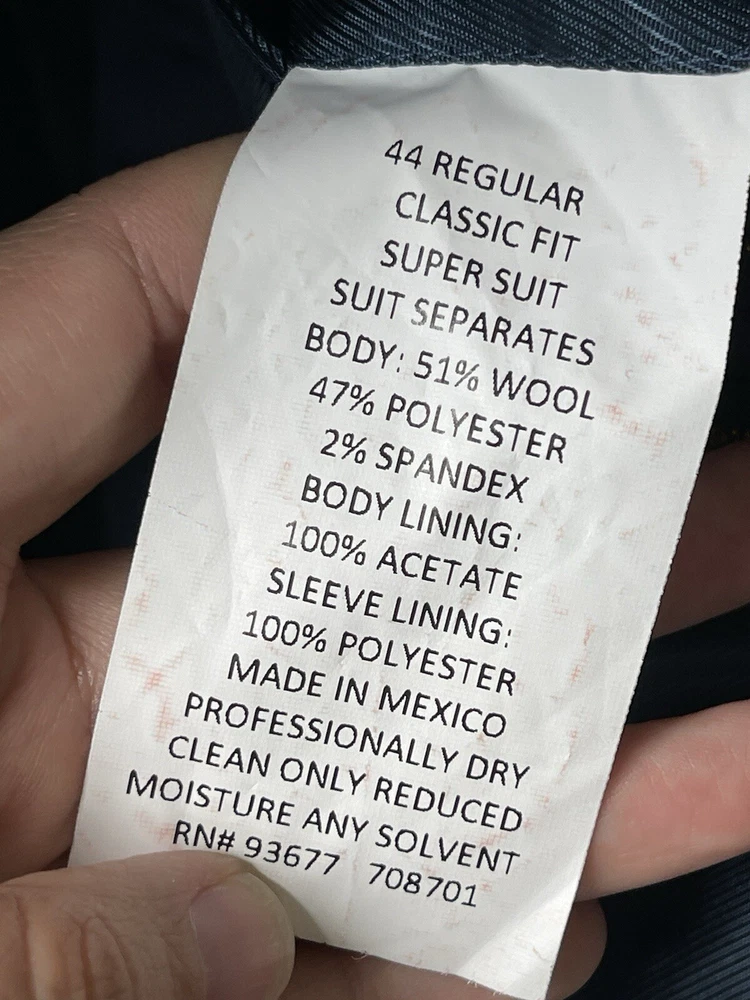 44 REGULAR
CLASSIC FIT
SUPER SUIT
SUIT SEPARATES
BODY: 51% WOOL
47% POLYESTER
2% SPANDEX
BODY LINING:
100% ACETATE
SLEEVE LINING:
100% POLYESTER
MADE IN MEXICO
PROFESSIONALLY DRY
CLEAN ONLY REDUCED
MOISTURE ANY SOLVENT
RN# 93677 708701